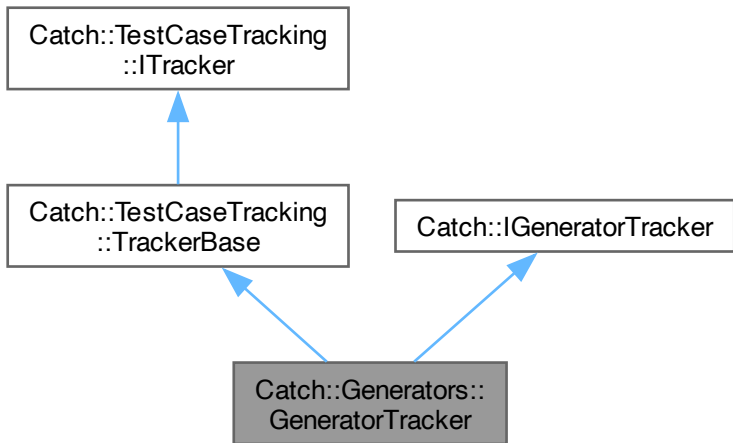 Catch::TestCaseTracking
::ITracker
Catch::TestCaseTracking
::TrackerBase
Catch::IGeneratorTracker
Catch::Generators::
GeneratorTracker